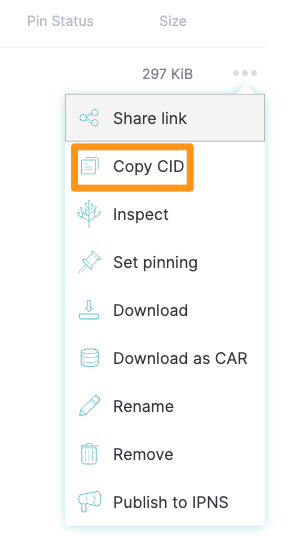 Pin Status Size
297 KiB
Share link
Copy CID
Inspect
Set pinning
Download
Download as CAR
Rename
Remove
Publish to IPNS